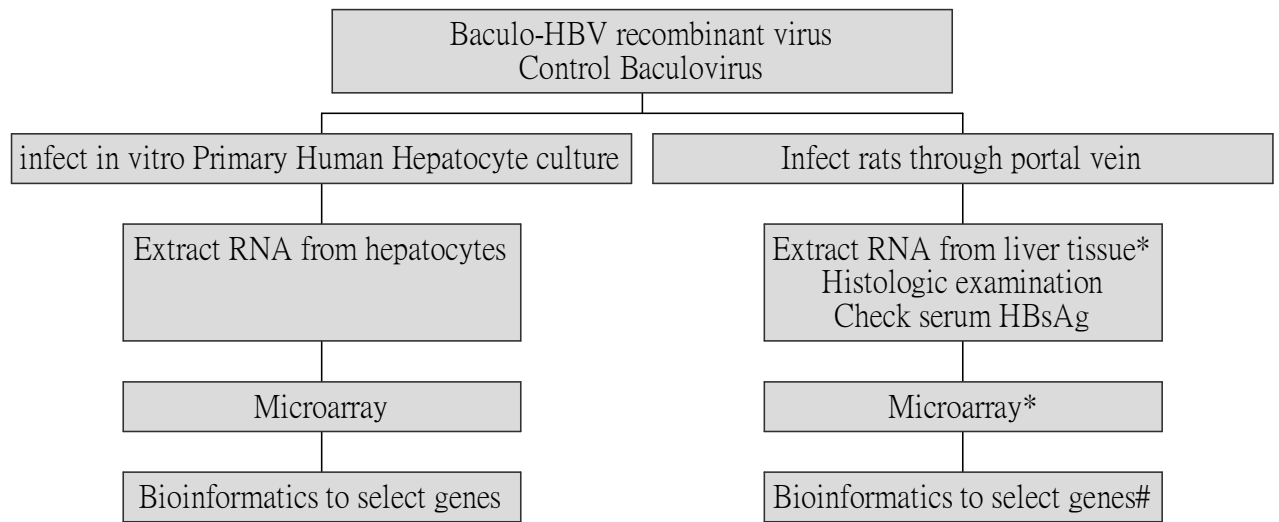 Baculo-HBV recombinant virus
Control Baculovirus
infect in vitro Primary Human Hepatocyte culture
Infect rats through portal vein
Extract RNA from hepatocytes
Extract RNA from liver tissue*
Histologic examination
Check serum HBsAg
Microarray
Microarray*
Bioinformatics to select genes
Bioinformatics to select genes#